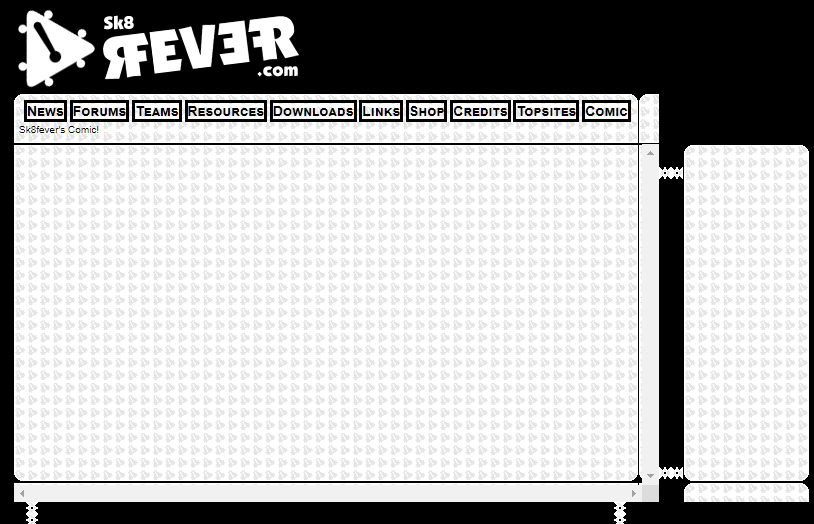 Sk8
FEVER
.com
News Forums Teams Resources Downloads Links Shop Credits Topsites Comic
Sk8fever's Comic!